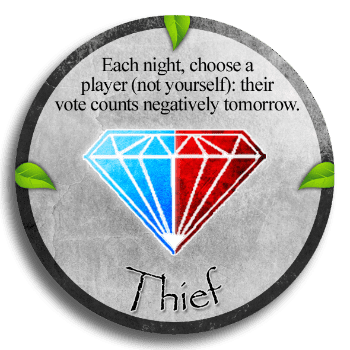 Each night, choose a
player (not yourself): their
vote counts negatively tomorrow.
Thief